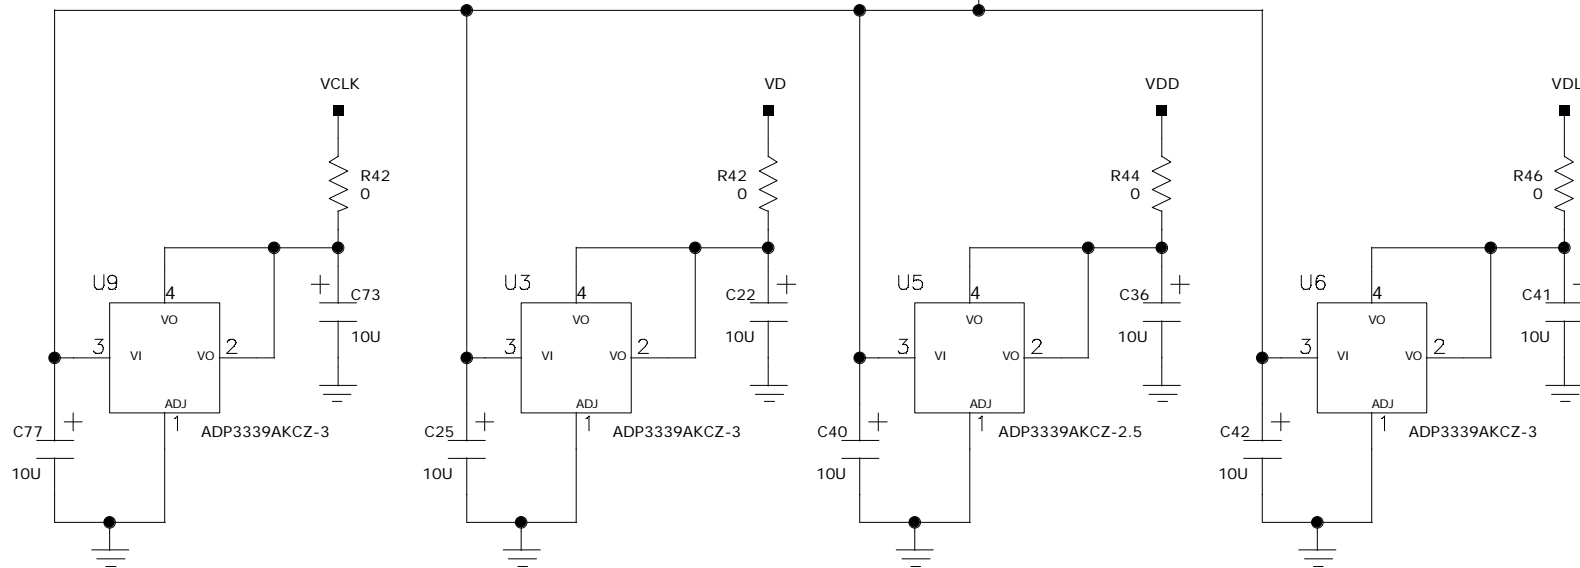 VCLK
VD
VDD
VDL
R42
0
R42
0
R44
0
R46
0
U9
4
VO
3
VI
VO
2
ADJ
1
ADP3339AKCZ-3
+
C73
10U
+
C77
10U
U3
4
VO
3
VI
VO
2
ADJ
1
ADP3339AKCZ-3
+
C22
10U
+
C25
10U
U5
4
VO
3
VI
VO
2
ADJ
1
ADP3339AKCZ-2.5
+
C36
10U
+
C40
10U
U6
4
VO
3
VI
VO
2
ADJ
1
ADP3339AKCZ-3
C41
10U
+
C42
10U